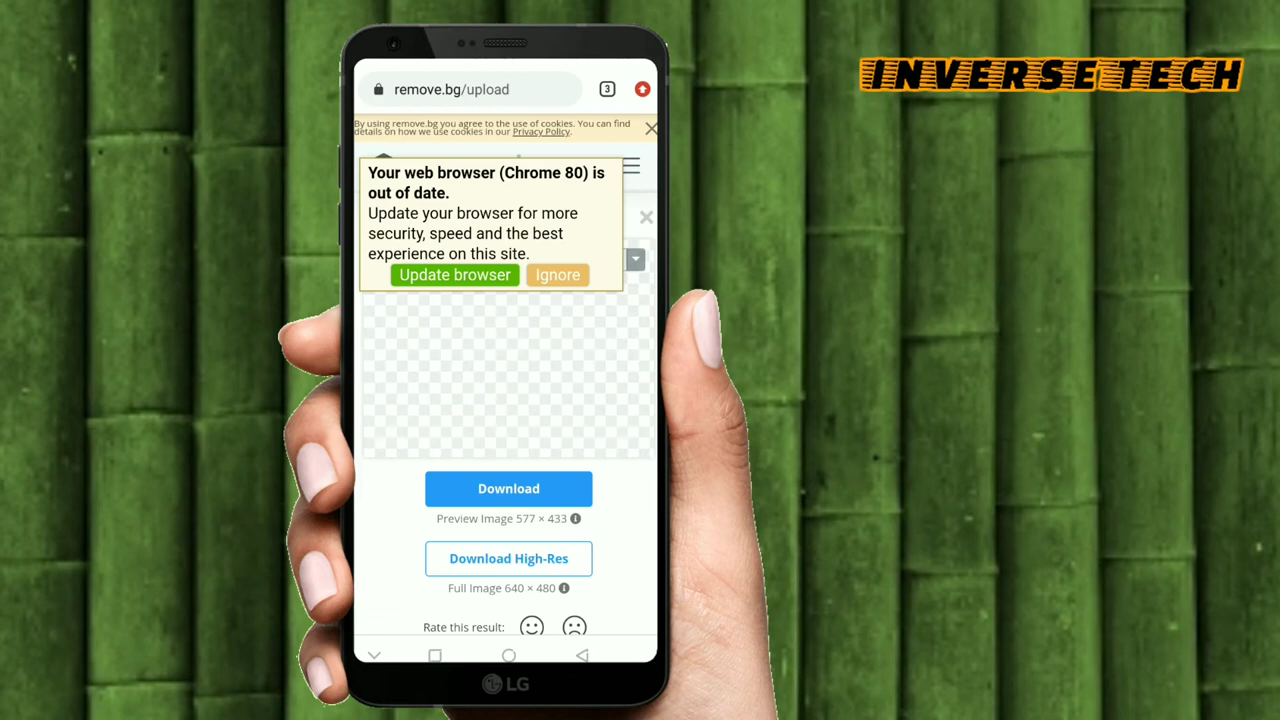 INVERSE TECH
remove.bg/upload
3
By using remove.bg you agree to the use of cookies. You can find
details on how we use cookies in our Privacy Policy.
Your web browser (Chrome 80) is
out of date.
Update your browser for more
security, speed and the best
experience on this site.
Update browser Ignore
Download
Preview Image 577 × 433
Download High-Res
Full Image 640 × 480
Rate this result:
LG